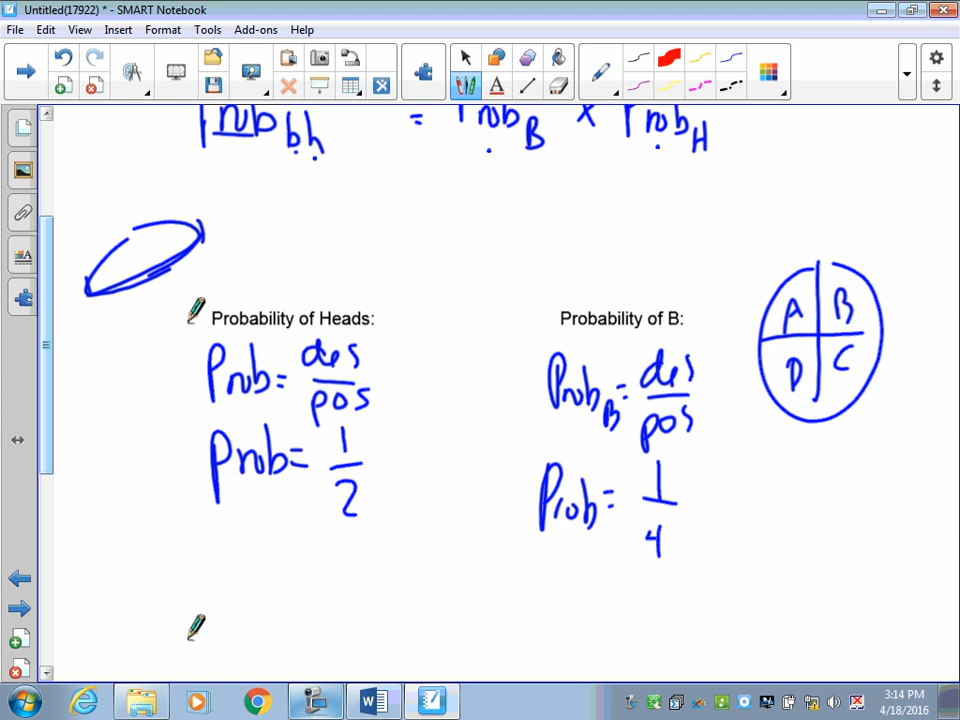 Untitled(17922) * - SMART Notebook
File Edit View Insert Format Tools Add-ons Help
Prob Bh = Prob B x Prob H
Probability of Heads: Probability of B:
A B
D C
Prob = des/pos
Prob B = des/pos
Prob = 1/2
Prob = 1/4
3:14 PM
4/18/2016